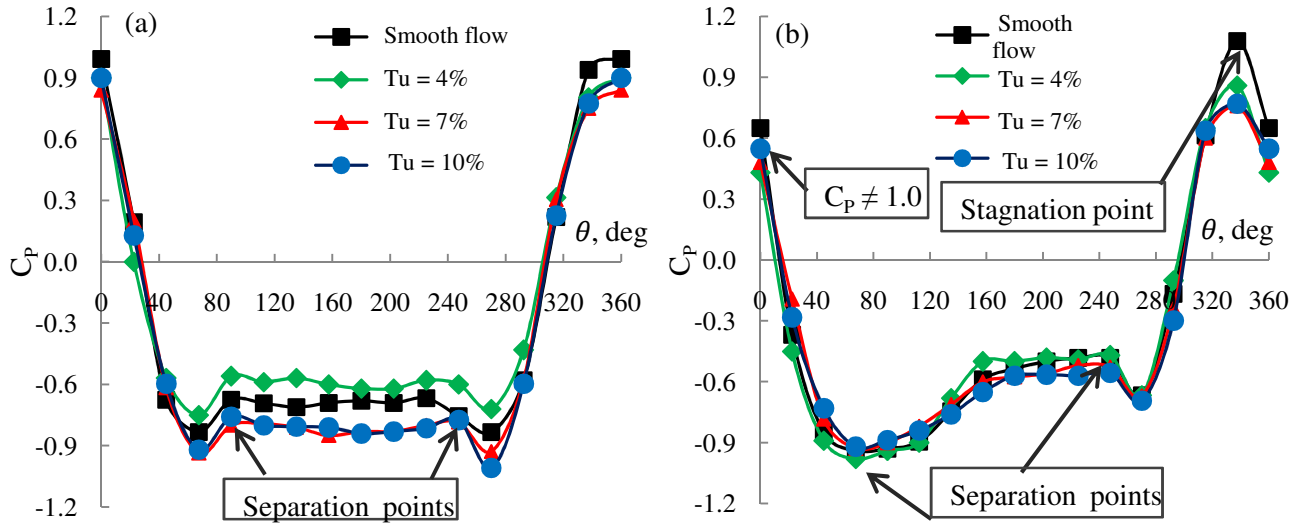 (a)
Smooth flow
Tu = 4%
Tu = 7%
Tu = 10%
1.2
0.9
0.6
0.3
0.0
-0.3
-0.6
-0.9
-1.2
C_P
0 40 80 120 160 200 240 280 320 360
θ, deg
Separation points
(b)
Smooth
flow
Tu = 4%
Tu = 7%
Tu = 10%
1.2
0.9
0.6
0.3
0.0
-0.3
-0.6
-0.9
-1.2
C_P
0 40 80 120 160 200 240 280 320 360
θ, deg
C_P ≠ 1.0
Stagnation point
Separation points